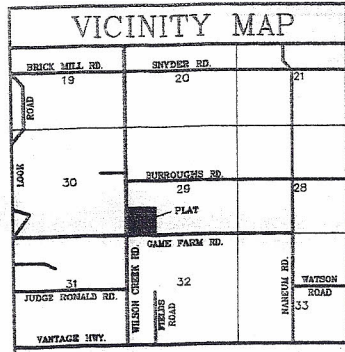 VICINITY MAP
BRICK MILL RD.
SNYDER RD.
19
20
21
ROAD
LOOK
30
BURROUGHS RD.
29
28
PLAT
GAME FARM RD.
WILSON CREEK RD.
31
32
NANEUM RD.
WATSON
ROAD
33
JUDGE RONALD RD.
FIELDS
ROAD
VANTAGE HWY.